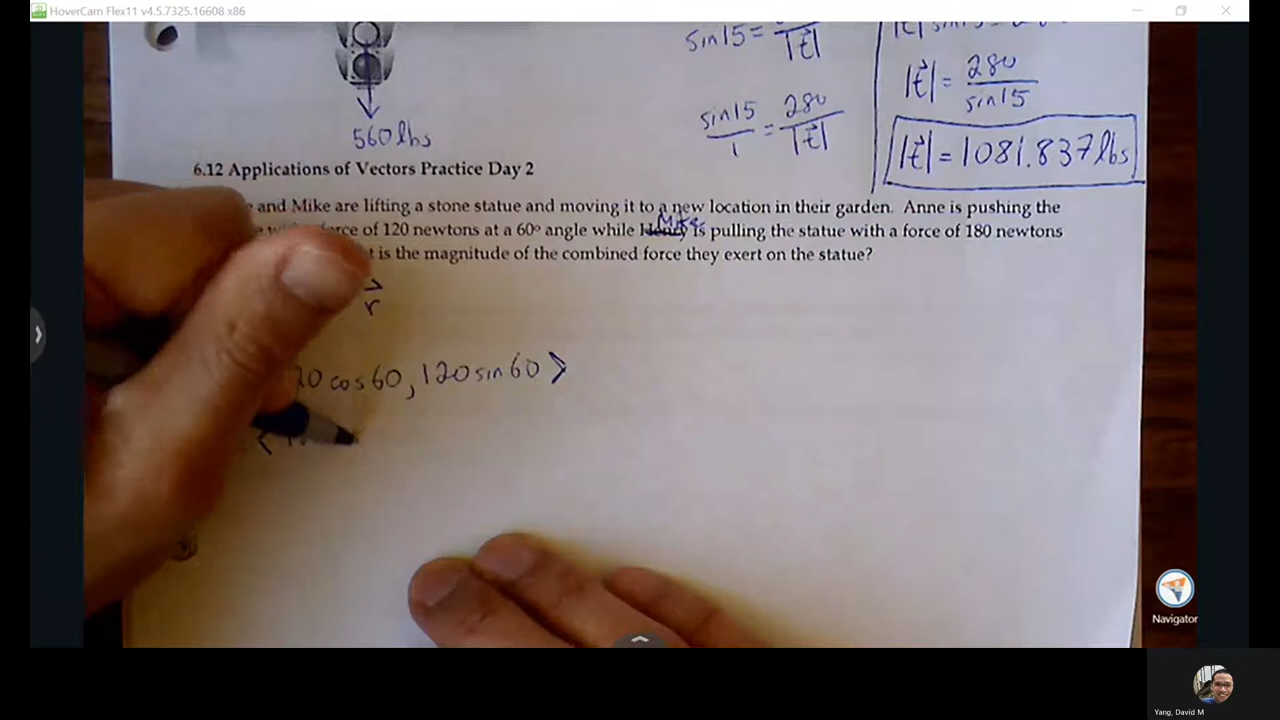 HoverCam Flex11 v4.5.7325.16608 x86
sin15 =
|t|
|t| = 280
sin15
sin15 = 280
1 |t|
|t| = 1081.837 lbs
560 lbs
6.12 Applications of Vectors Practice Day 2
and Mike are lifting a stone statue and moving it to a new location in their garden. Anne is pushing the
Mike
force of 120 newtons at a 60° angle while Henry is pulling the statue with a force of 180 newtons
is the magnitude of the combined force they exert on the statue?
r
20 cos60, 120 sin60 >
<
Navigator
Yang, David M